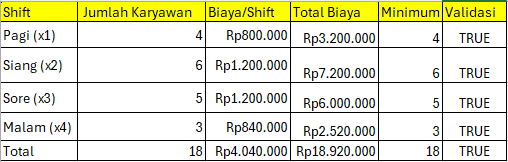 Shift Jumlah Karyawan Biaya/Shift Total Biaya Minimum Validasi
Pagi (x1) 4 Rp800.000 Rp3.200.000 4 TRUE
Siang (x2) 6 Rp1.200.000 Rp7.200.000 6 TRUE
Sore (x3) 5 Rp1.200.000 Rp6.000.000 5 TRUE
Malam (x4) 3 Rp840.000 Rp2.520.000 3 TRUE
Total 18 Rp4.040.000 Rp18.920.000 18 TRUE